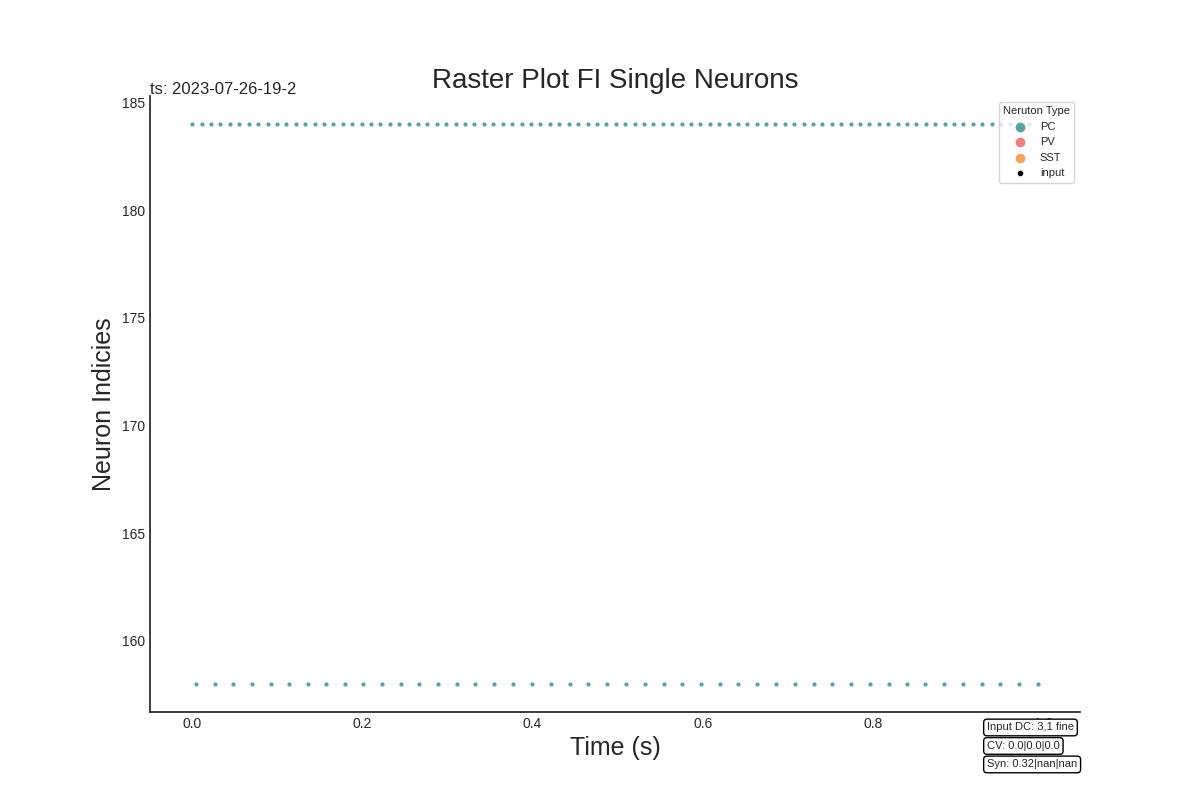 Raster Plot FI Single Neurons
ts: 2023-07-26-19-2
185
180
175
170
165
160
Neuron Indicies
Neruton Type
PC
PV
SST
input
0.0
0.2
0.4
0.6
0.8
Time (s)
Input DC: 3,1 fine
CV: 0.0|0.0|0.0
Syn: 0.32|nan|nan